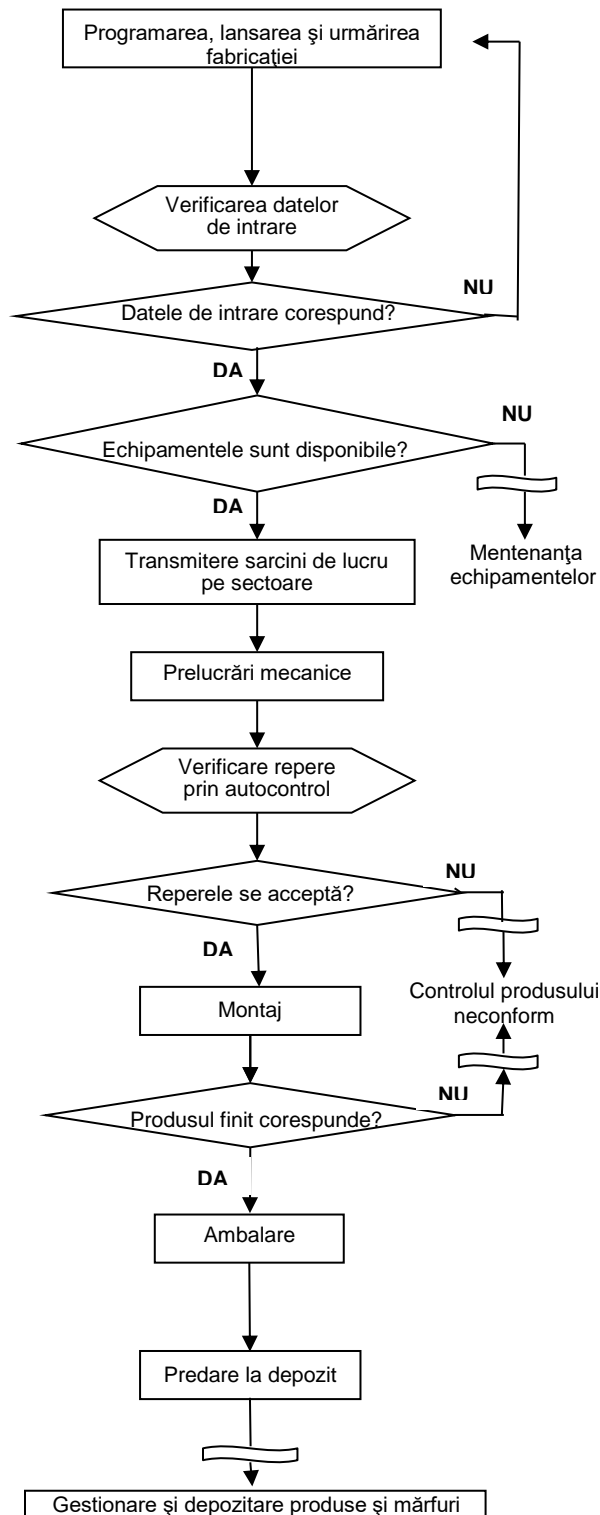 Programarea, lansarea şi urmărirea
fabricaţiei
Verificarea datelor
de intrare
NU
Datele de intrare corespund?
DA
NU
Echipamentele sunt disponibile?
DA
Transmitere sarcini de lucru
pe sectoare
Mentenanţa
echipamentelor
Prelucrări mecanice
Verificare repere
prin autocontrol
NU
Reperele se acceptă?
DA
Controlul produsului
neconform
Montaj
NU
Produsul finit corespunde?
DA
Ambalare
Predare la depozit
Gestionare şi depozitare produse şi mărfuri